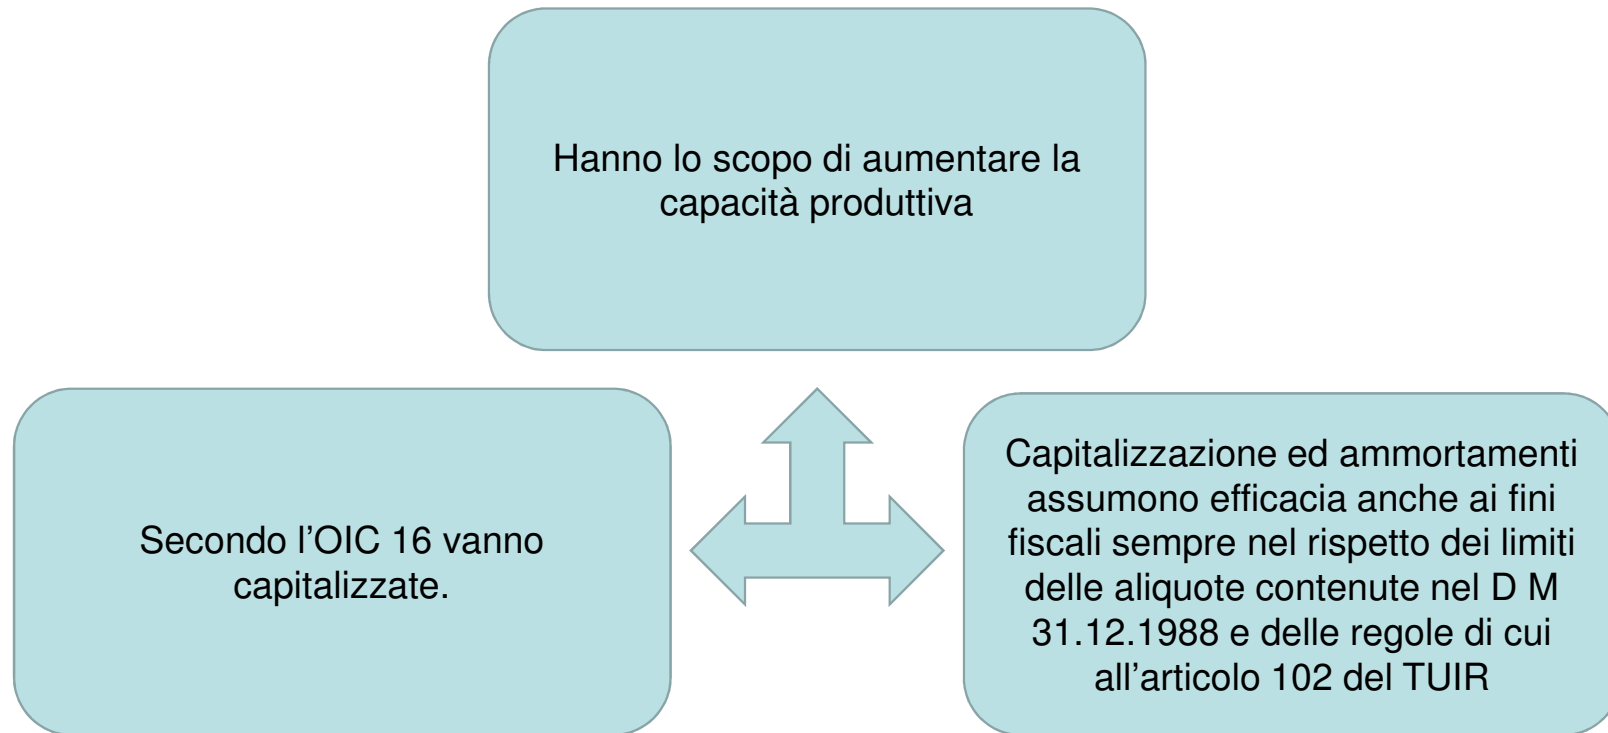 Hanno lo scopo di aumentare la
capacità produttiva
Secondo l’OIC 16 vanno
capitalizzate.
Capitalizzazione ed ammortamenti
assumono efficacia anche ai fini
fiscali sempre nel rispetto dei limiti
delle aliquote contenute nel D M
31.12.1988 e delle regole di cui
all’articolo 102 del TUIR